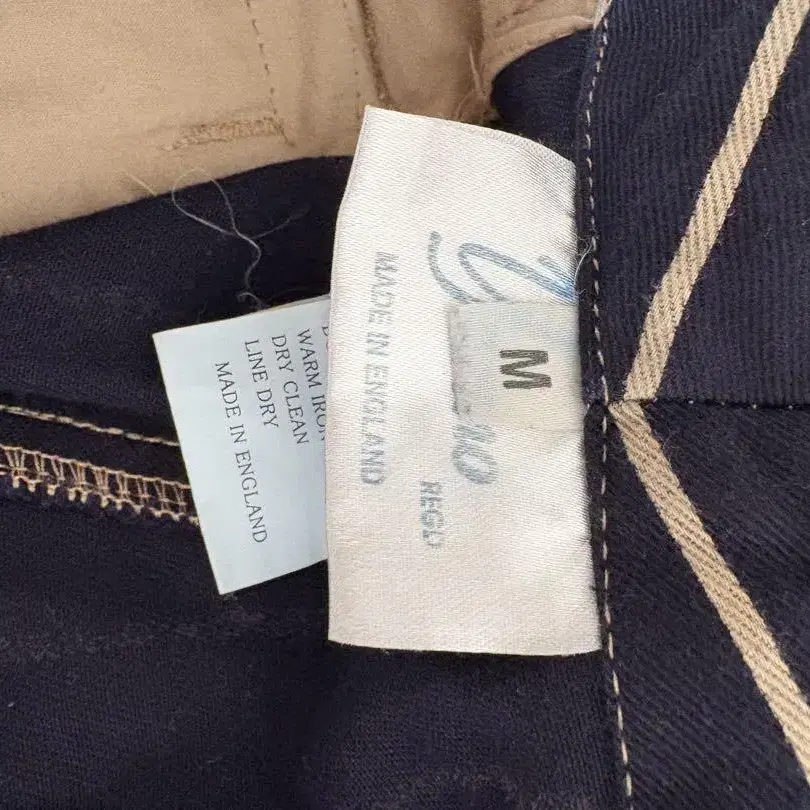 MADE IN ENGLAND
REGD
M
WARM IRON
DRY CLEAN
LINE DRY
MADE IN ENGLAND